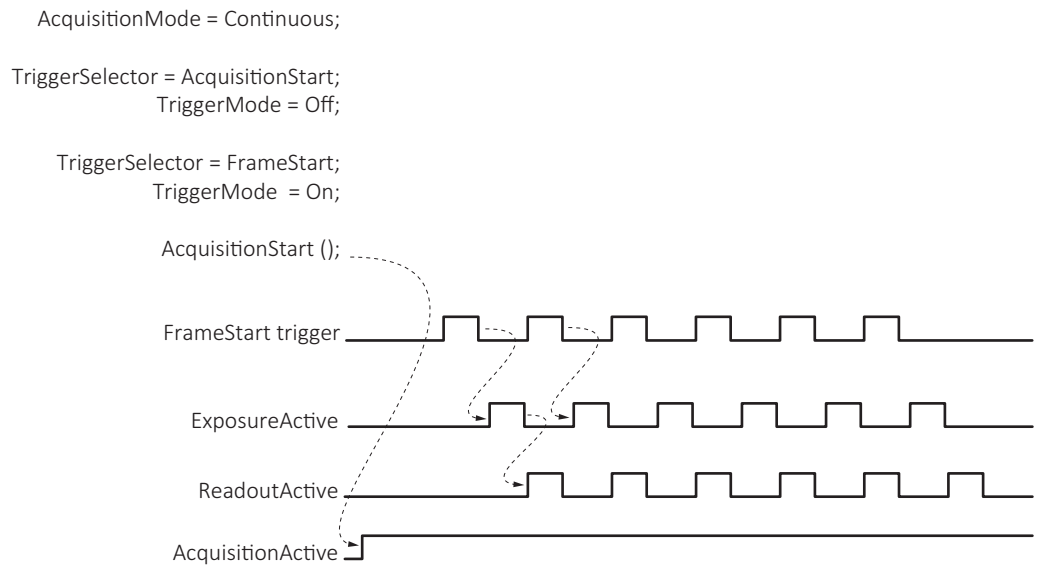 AcquisitionMode = Continuous;
TriggerSelector = AcquisitionStart;
TriggerMode = Off;
TriggerSelector = FrameStart;
TriggerMode = On;
AcquisitionStart ();
FrameStart trigger
ExposureActive
ReadoutActive
AcquisitionActive